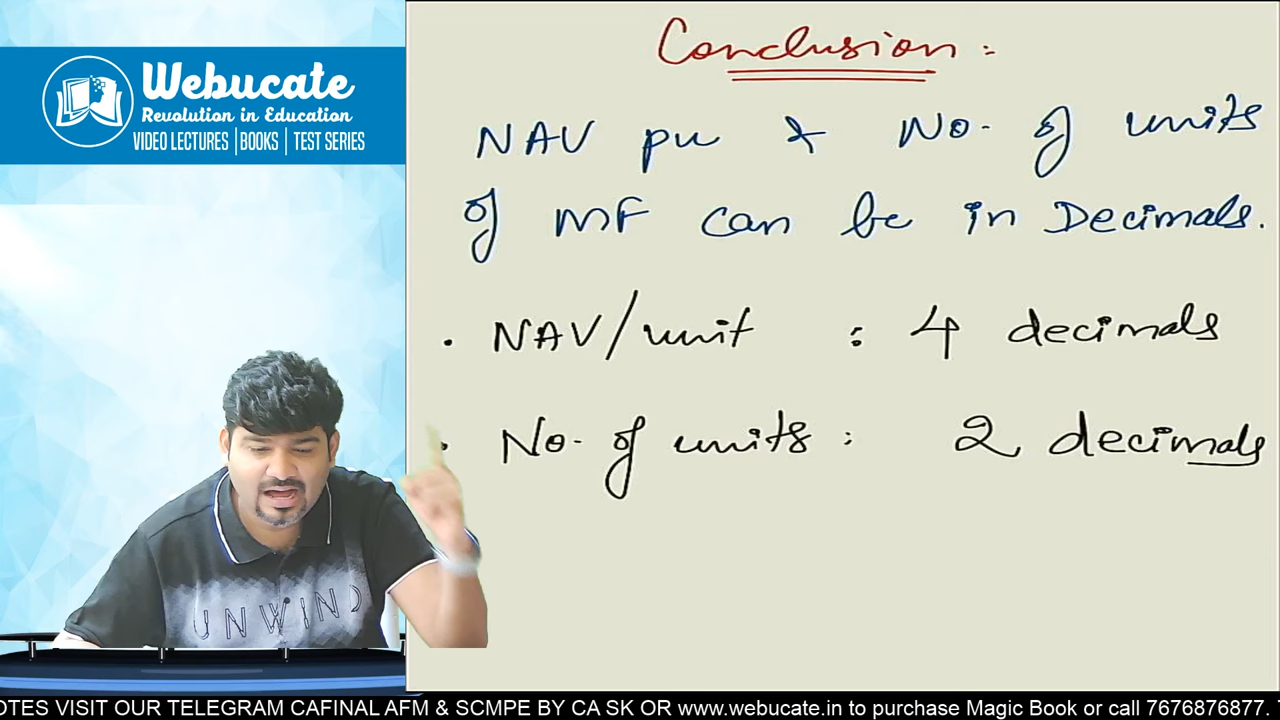 Webucate
Revolution in Education
VIDEO LECTURES | BOOKS | TEST SERIES
Conclusion :
NAV pu & No. of units
of MF can be in Decimals.
• NAV/unit : 4 decimals
• No. of units : 2 decimals
UNWIND
OTES VISIT OUR TELEGRAM CAFINAL AFM & SCMPE BY CA SK OR www.webucate.in to purchase Magic Book or call 7676876877.